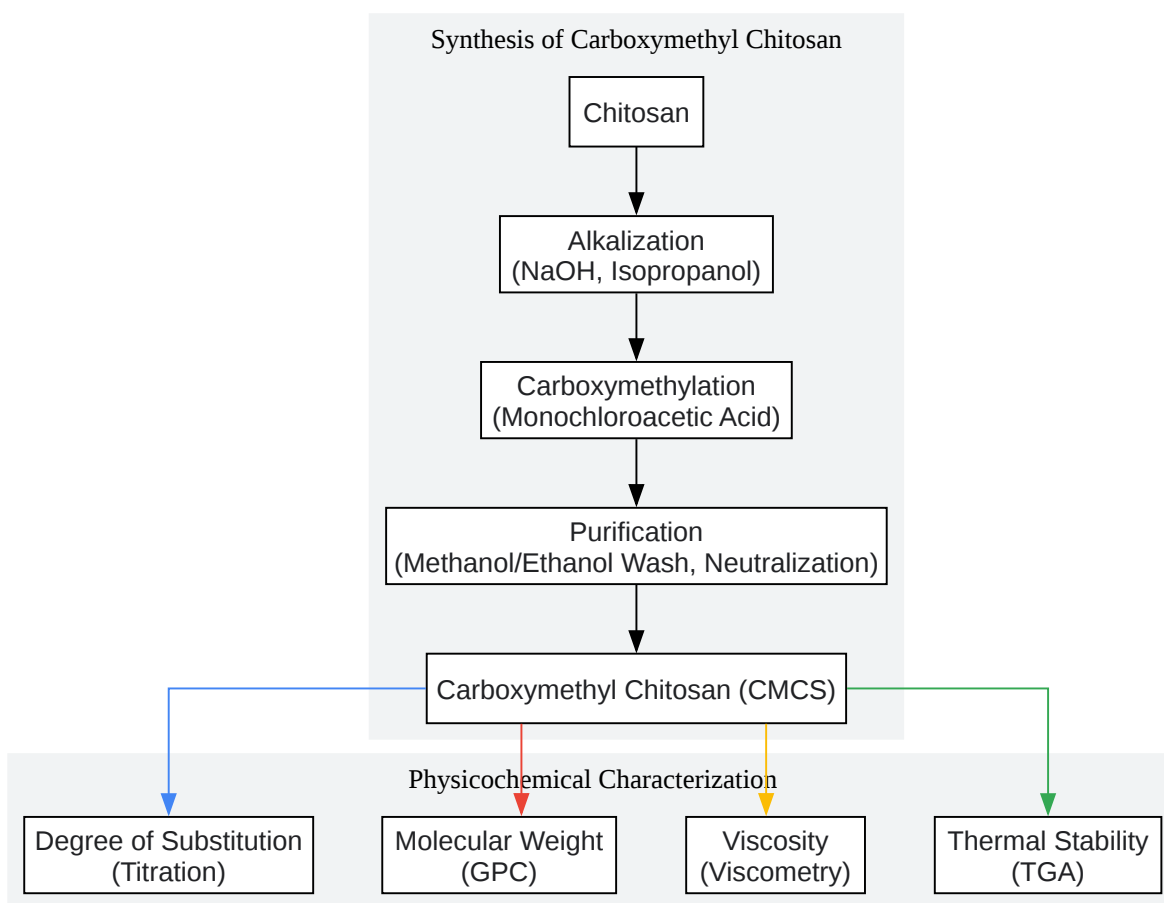 Synthesis of Carboxymethyl Chitosan
Chitosan
Alkalization
(NaOH, Isopropanol)
Carboxymethylation
(Monochloroacetic Acid)
Purification
(Methanol/Ethanol Wash, Neutralization)
Carboxymethyl Chitosan (CMCS)
Physicochemical Characterization
Degree of Substitution
(Titration)
Molecular Weight
(GPC)
Viscosity
(Viscometry)
Thermal Stability
(TGA)